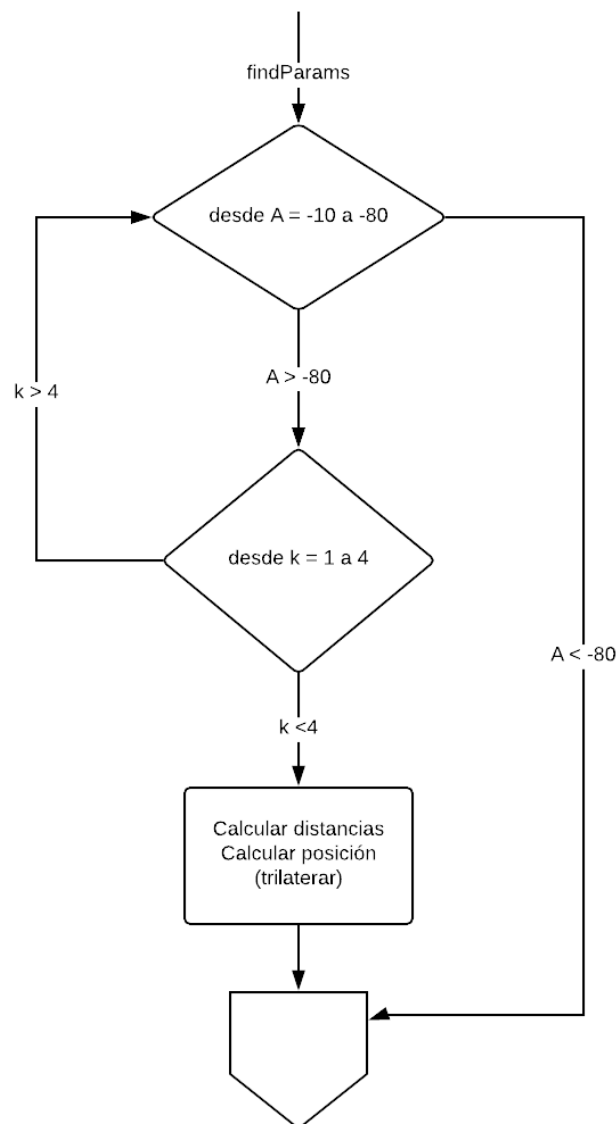 findParams
desde A = -10 a -80
A > -80
k > 4
desde k = 1 a 4
A < -80
k <4
Calcular distancias
Calcular posición
(trilaterar)